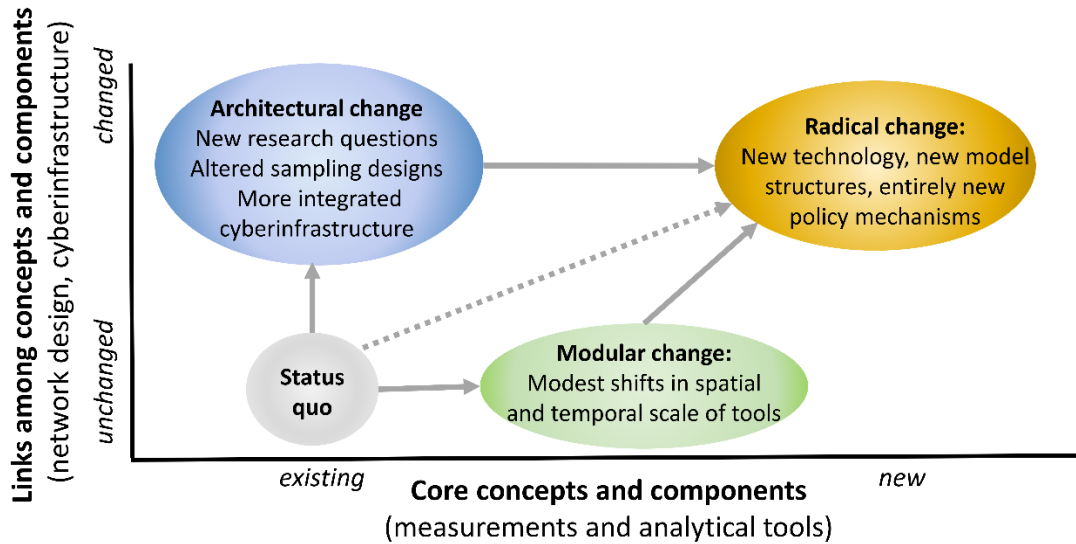 Links among concepts and components
(network design, cyberinfrastructure)
changed
unchanged
Architectural change
New research questions
Altered sampling designs
More integrated
cyberinfrastructure
Radical change:
New technology, new model
structures, entirely new
policy mechanisms
Status
quo
Modular change:
Modest shifts in spatial
and temporal scale of tools
existing
new
Core concepts and components
(measurements and analytical tools)